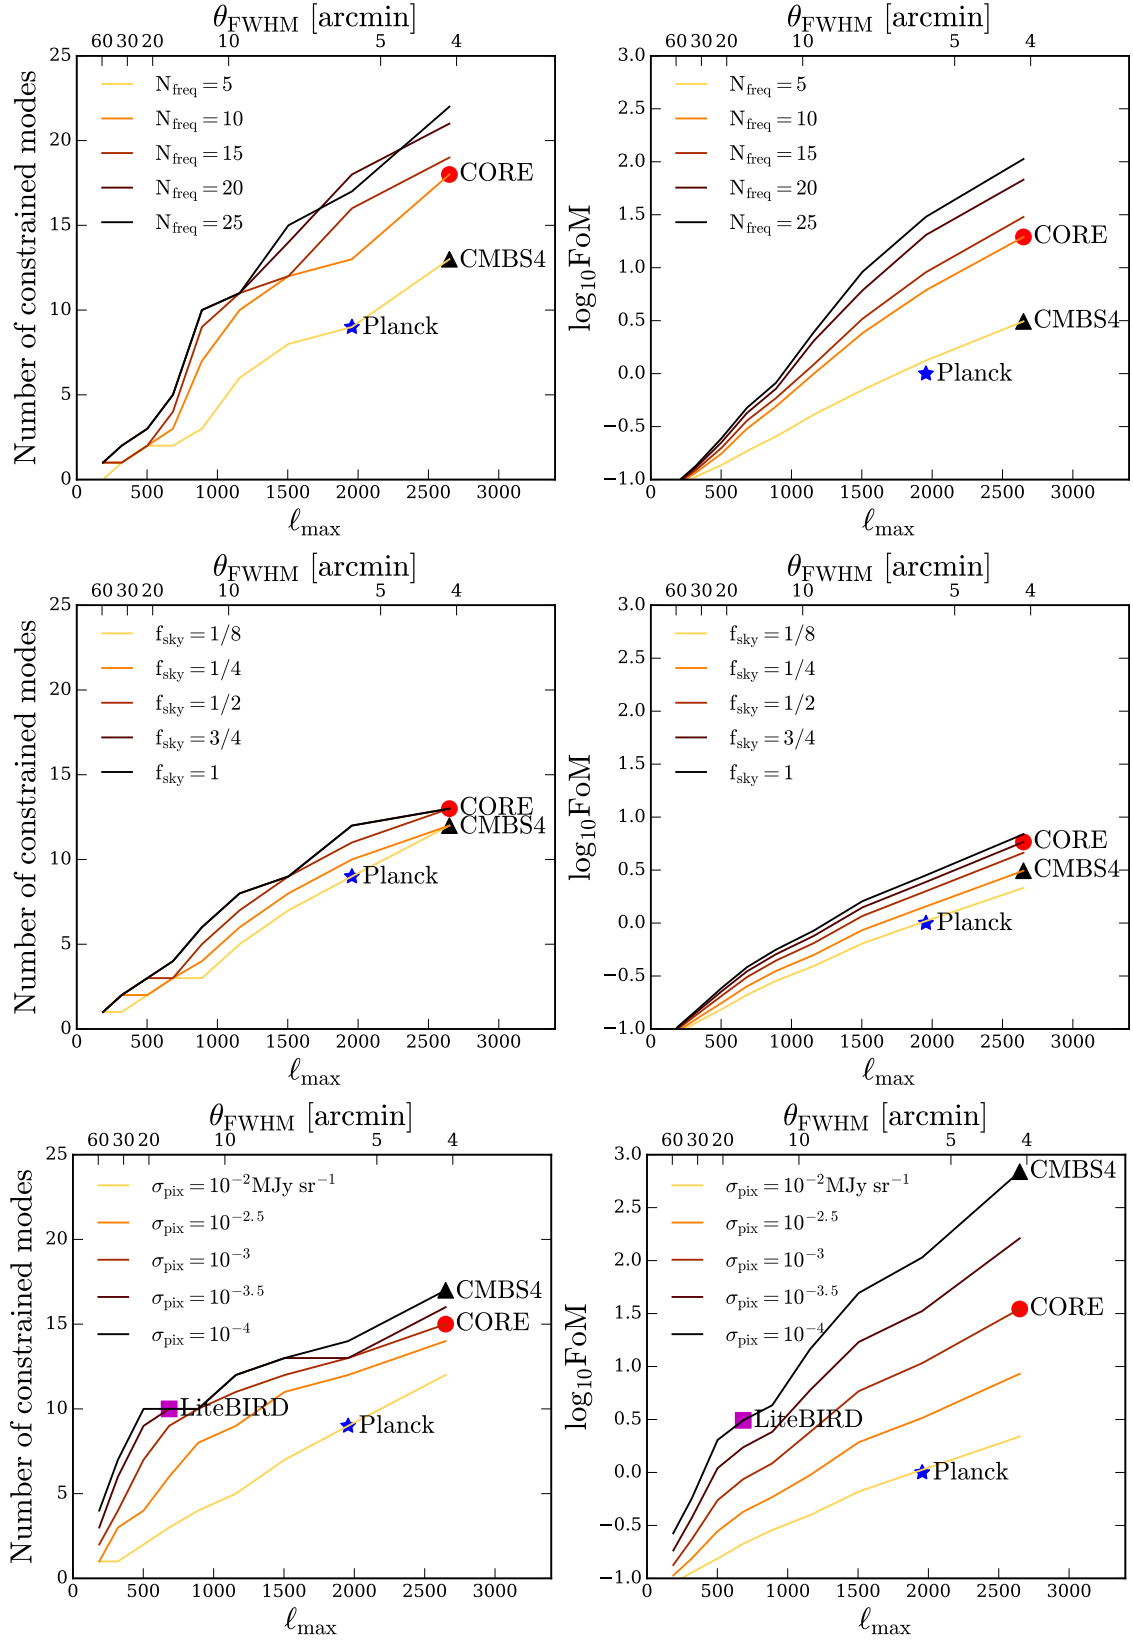 θFWHM [arcmin]
60 30 20 10 5 4
25
20
15
10
5
0
Number of constrained modes
Nfreq = 5
Nfreq = 10
Nfreq = 15
Nfreq = 20
Nfreq = 25
CORE
CMBS4
Planck
0 500 1000 1500 2000 2500 3000
ℓmax
θFWHM [arcmin]
60 30 20 10 5 4
3.0
2.5
2.0
1.5
1.0
0.5
0.0
−0.5
−1.0
log10FoM
Nfreq = 5
Nfreq = 10
Nfreq = 15
Nfreq = 20
Nfreq = 25
CORE
CMBS4
Planck
0 500 1000 1500 2000 2500 3000
ℓmax
θFWHM [arcmin]
60 30 20 10 5 4
25
20
15
10
5
0
Number of constrained modes
fsky = 1/8
fsky = 1/4
fsky = 1/2
fsky = 3/4
fsky = 1
CORE
CMBS4
Planck
0 500 1000 1500 2000 2500 3000
ℓmax
θFWHM [arcmin]
60 30 20 10 5 4
3.0
2.5
2.0
1.5
1.0
0.5
0.0
−0.5
−1.0
log10FoM
fsky = 1/8
fsky = 1/4
fsky = 1/2
fsky = 3/4
fsky = 1
CORE
CMBS4
Planck
0 500 1000 1500 2000 2500 3000
ℓmax
θFWHM [arcmin]
60 30 20 10 5 4
25
20
15
10
5
0
Number of constrained modes
σpix = 10−2MJy sr−1
σpix = 10−2.5
σpix = 10−3
σpix = 10−3.5
σpix = 10−4
CMBS4
CORE
LiteBIRD
Planck
0 500 1000 1500 2000 2500 3000
ℓmax
θFWHM [arcmin]
60 30 20 10 5 4
3.0
2.5
2.0
1.5
1.0
0.5
0.0
−0.5
−1.0
log10FoM
σpix = 10−2MJy sr−1
σpix = 10−2.5
σpix = 10−3
σpix = 10−3.5
σpix = 10−4
CMBS4
CORE
LiteBIRD
Planck
0 500 1000 1500 2000 2500 3000
ℓmax